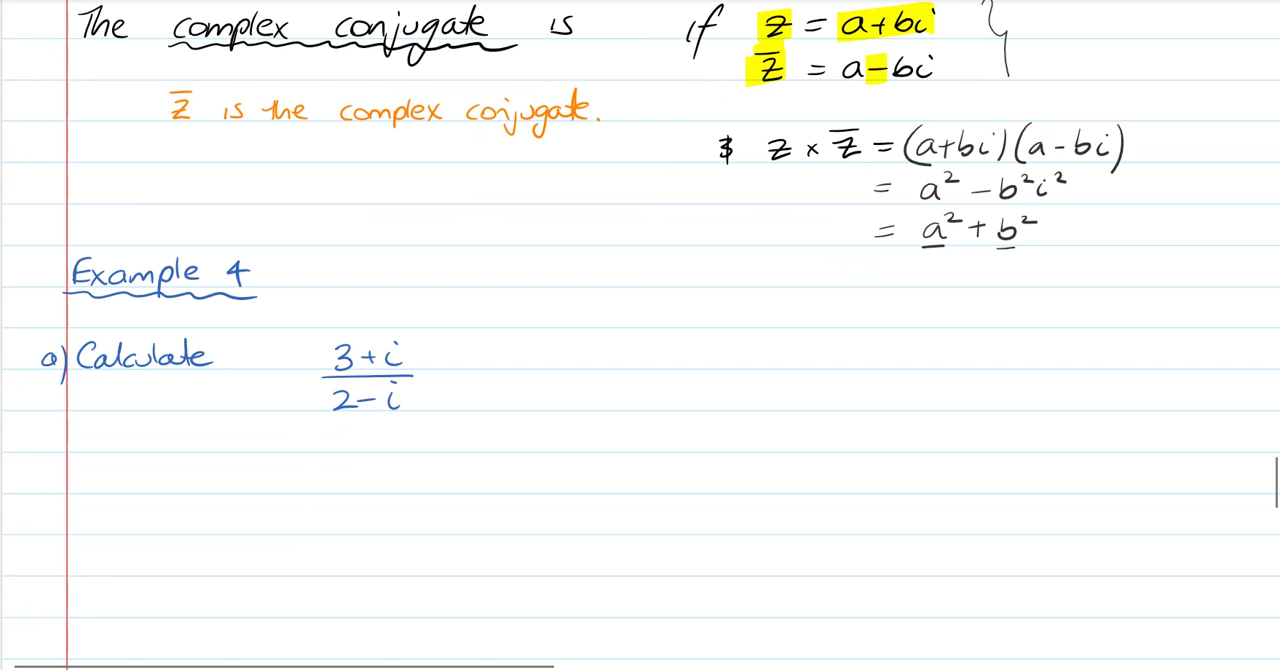 The complex conjugate is if z = a+bi
z̄ = a-bi
z̄ is the complex conjugate.
& z × z̄ = (a+bi)(a-bi)
= a² - b²i²
= a² + b²
Example 4
a) Calculate 3+i
2-i